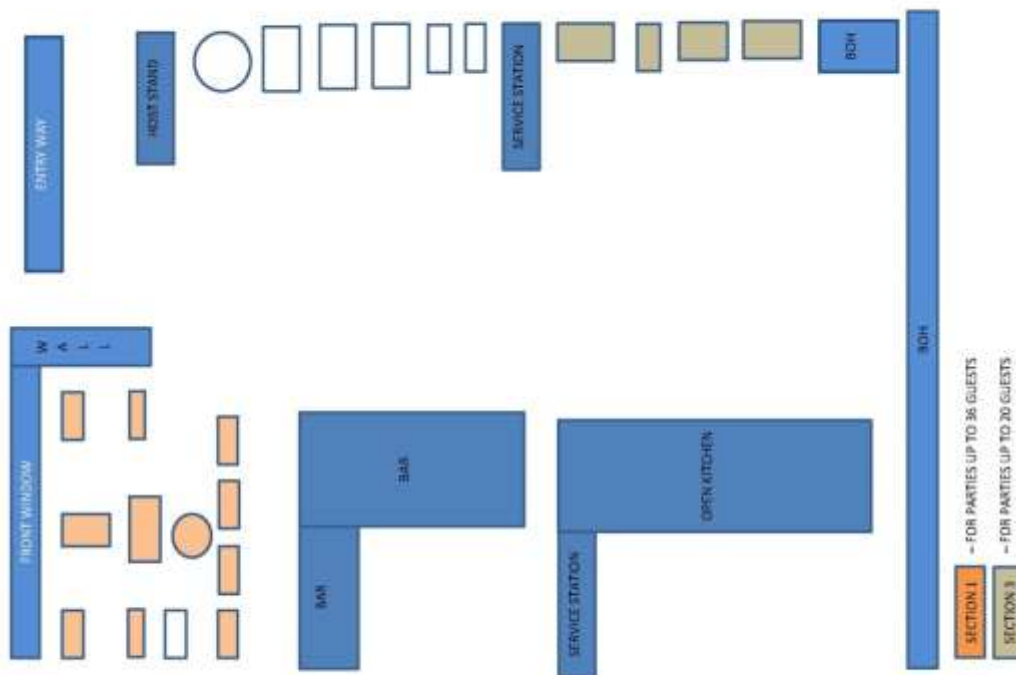 ENTRY WAY
HOST STAND
SERVICE STATION
BOH
WALL
FRONT WINDOW
BAR
BAR
OPEN KITCHEN
SERVICE STATION
BOH
SECTION 1 – FOR PARTIES UP TO 36 GUESTS
SECTION 3 – FOR PARTIES UP TO 20 GUESTS